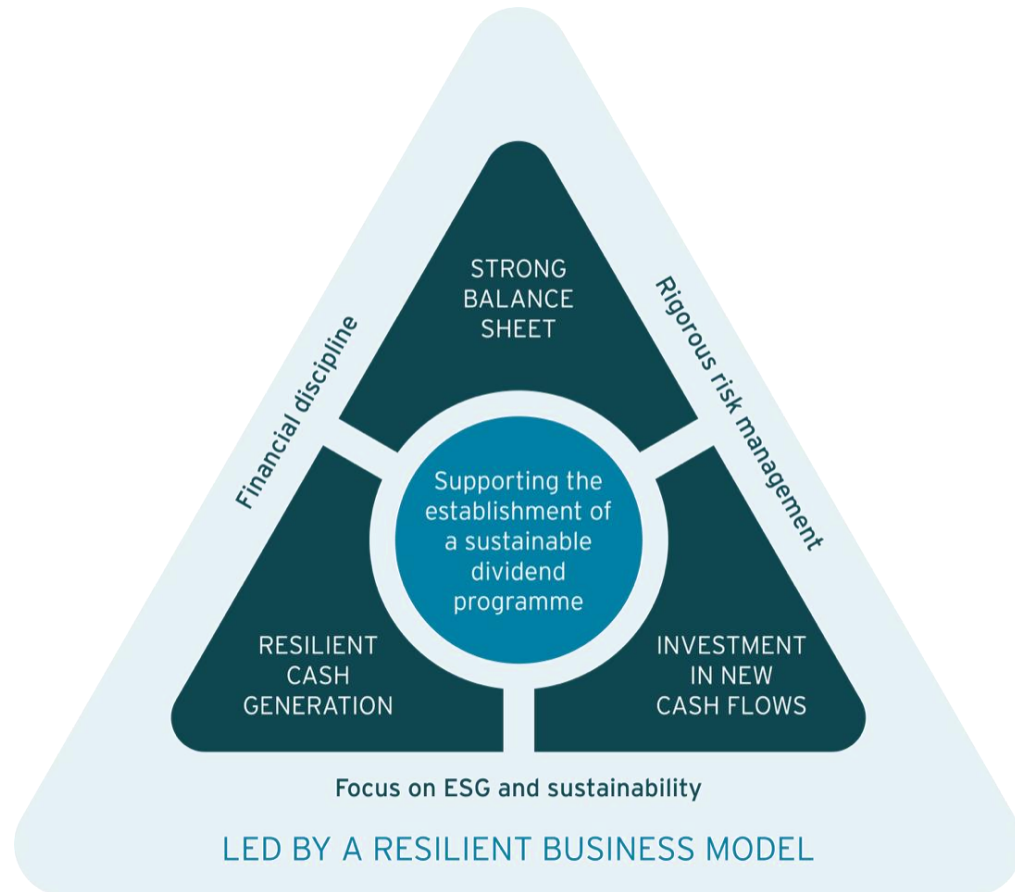 STRONG
BALANCE
SHEET
Financial discipline
Rigorous risk management
Supporting the
establishment of
a sustainable
dividend
programme
RESILIENT
CASH
GENERATION
INVESTMENT
IN NEW
CASH FLOWS
Focus on ESG and sustainability
LED BY A RESILIENT BUSINESS MODEL